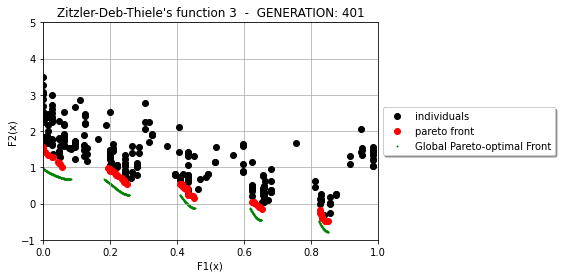 Zitzler-Deb-Thiele's function 3 - GENERATION: 401
5
4
3
2
1
0
−1
F2(x)
0.0 0.2 0.4 0.6 0.8 1.0
F1(x)
individuals
pareto front
Global Pareto-optimal Front